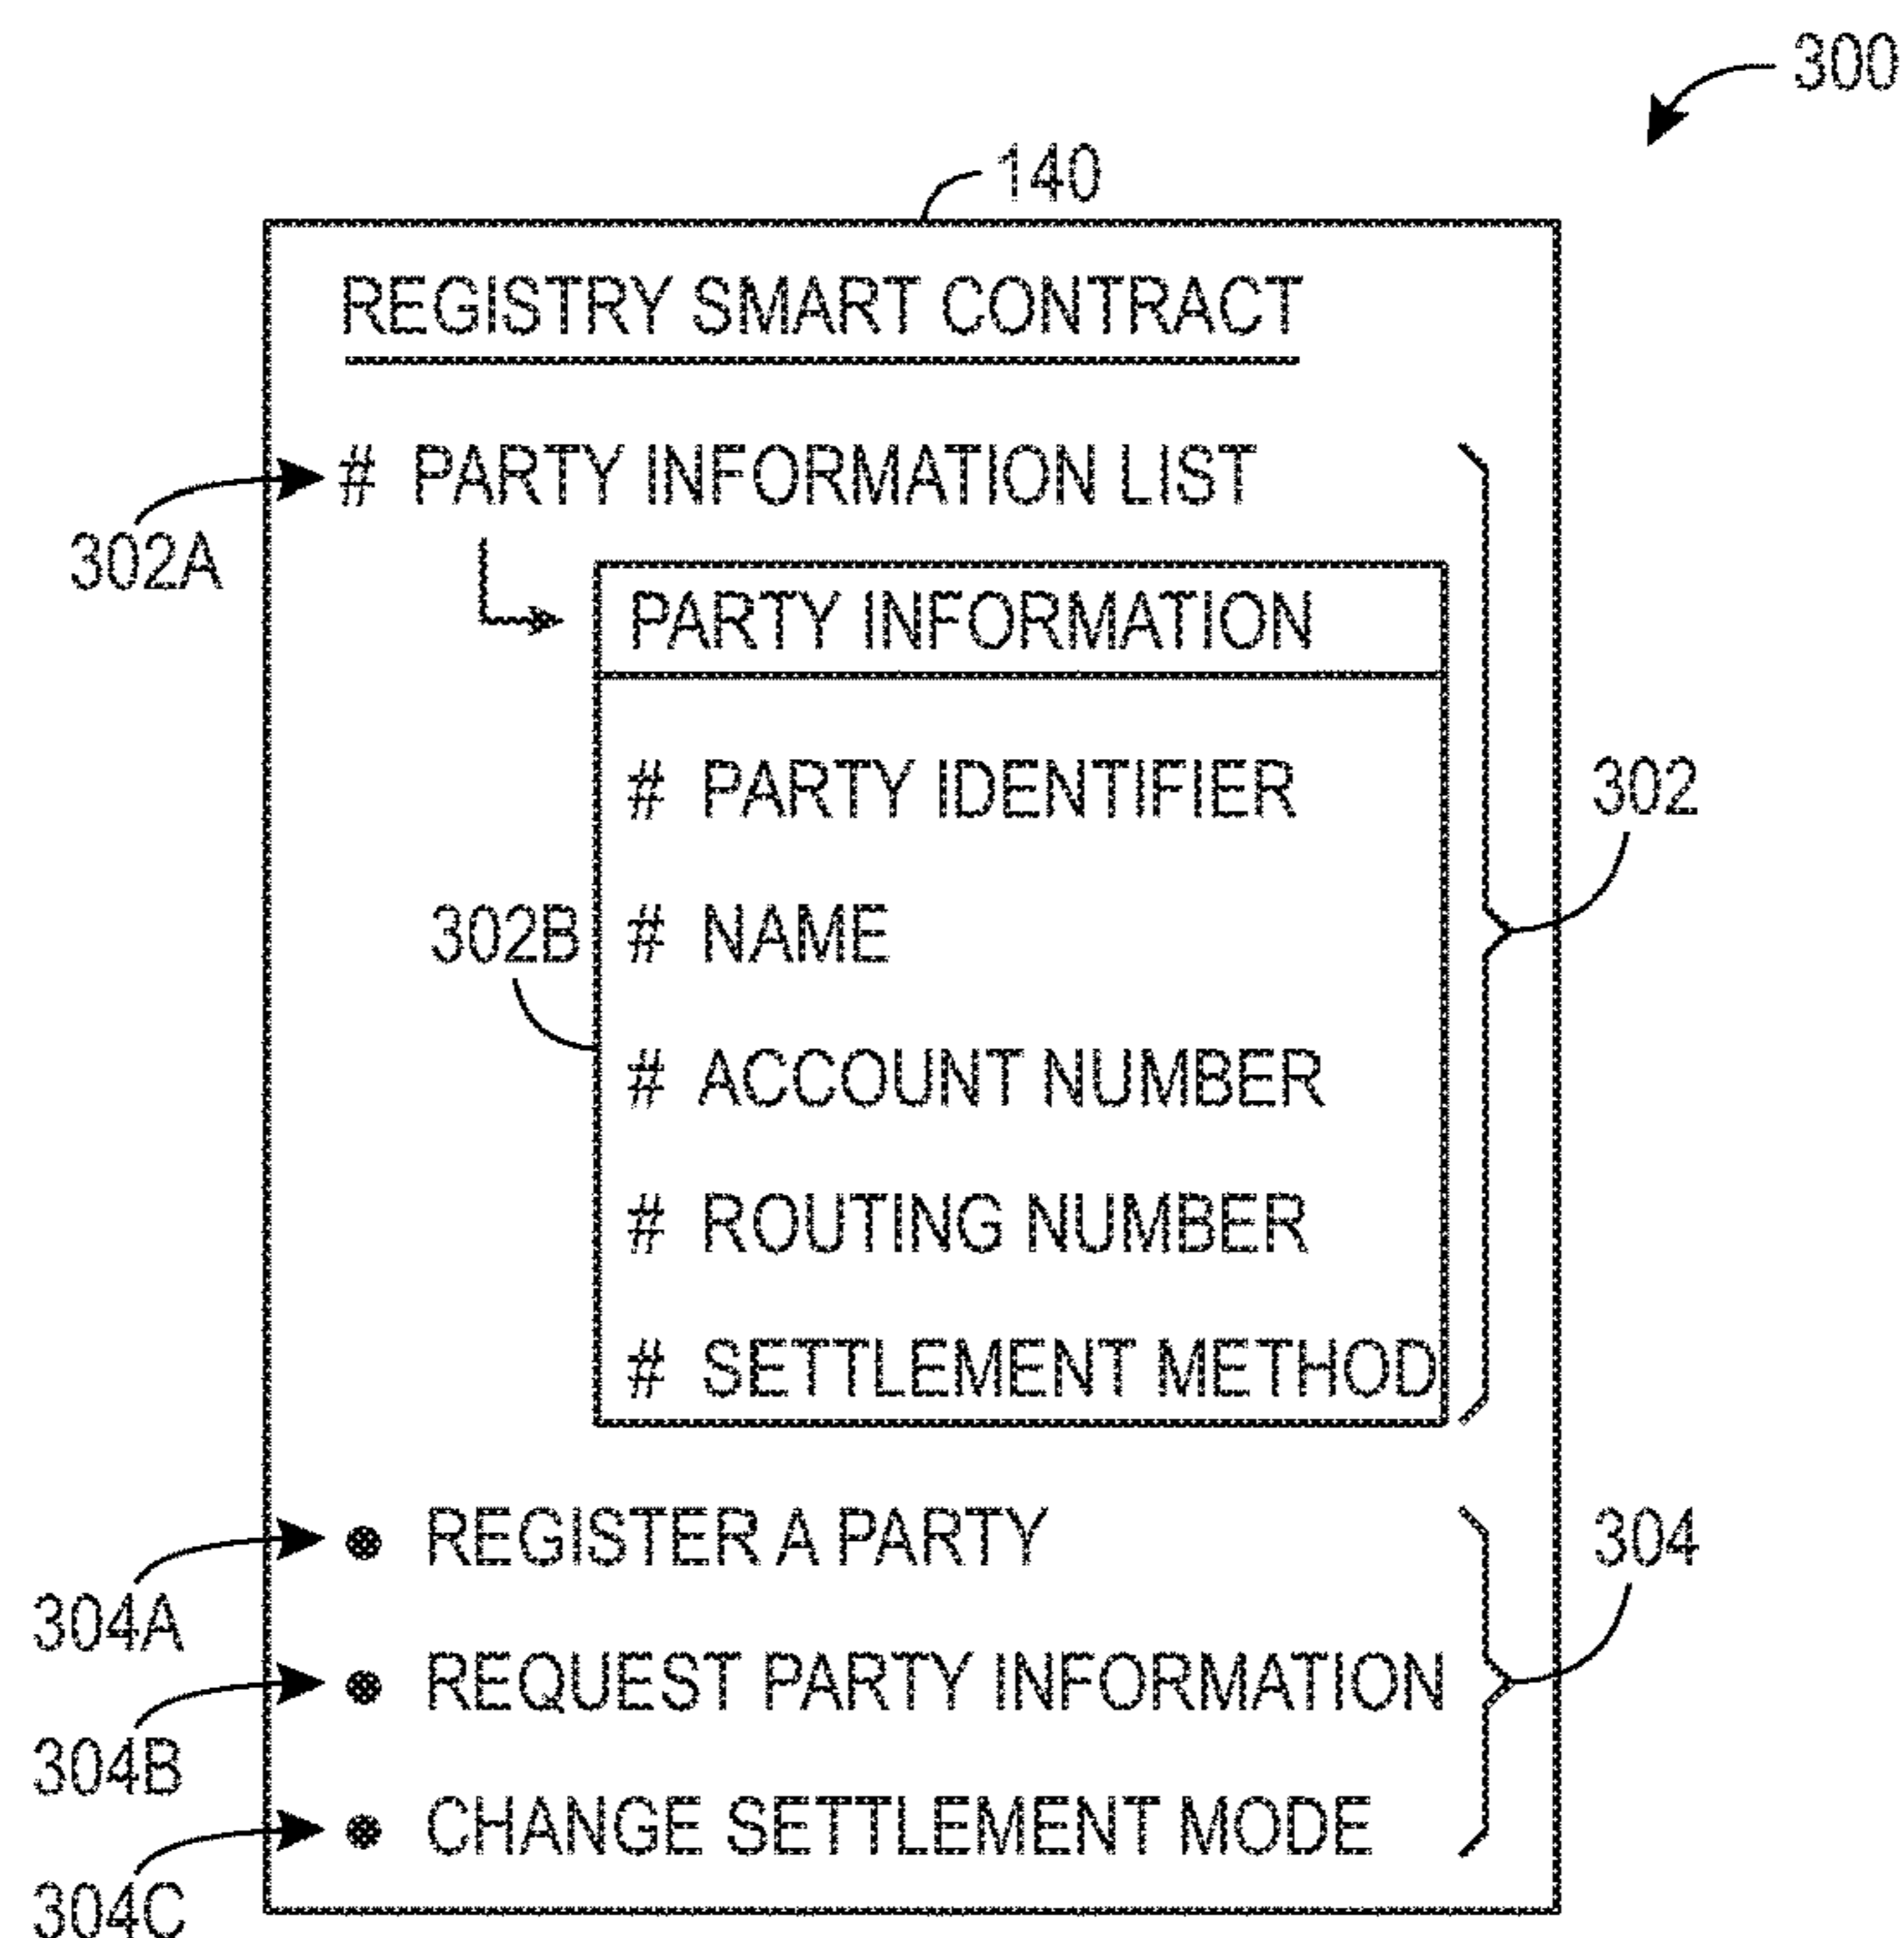 300
140
REGISTRY SMART CONTRACT
# PARTY INFORMATION LIST
302A
PARTY INFORMATION
# PARTY IDENTIFIER
302
302B
# NAME
# ACCOUNT NUMBER
# ROUTING NUMBER
# SETTLEMENT METHOD
● REGISTER A PARTY
304
304A
● REQUEST PARTY INFORMATION
304B
● CHANGE SETTLEMENT MODE
304C